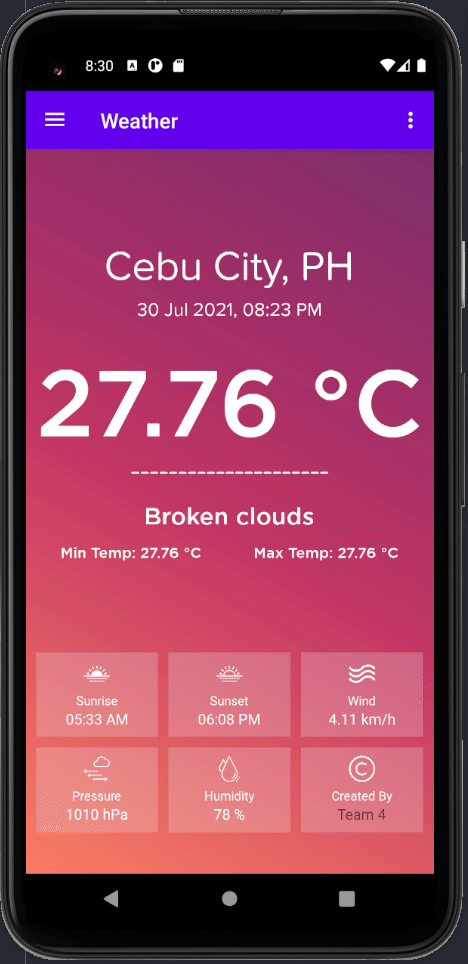 8:30
Weather
Cebu City, PH
30 Jul 2021, 08:23 PM
27.76 °C
--------------------
Broken clouds
Min Temp: 27.76 °C Max Temp: 27.76 °C
Sunrise Sunset Wind
05:33 AM 06:08 PM 4.11 km/h
Pressure Humidity Created By
1010 hPa 78 % Team 4